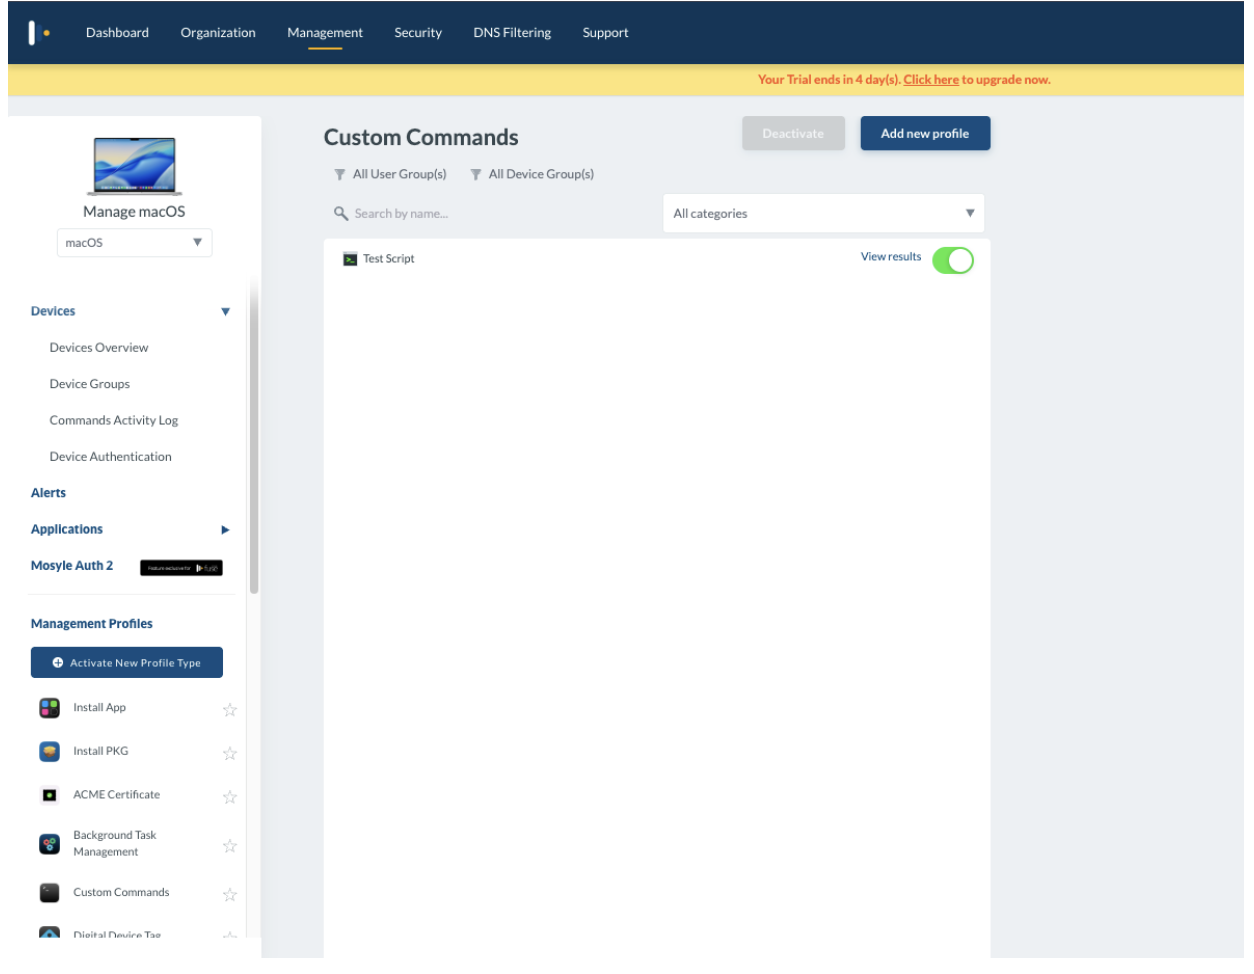 Dashboard Organization Management Security DNS Filtering Support
Your Trial ends in 4 day(s). Click here to upgrade now.
Manage macOS
macOS
Devices
Devices Overview
Device Groups
Commands Activity Log
Device Authentication
Alerts
Applications
Mosyle Auth 2
Management Profiles
Activate New Profile Type
Install App
Install PKG
ACME Certificate
Background Task
Management
Custom Commands
Digital Device Tag
Custom Commands
Deactivate
Add new profile
All User Group(s) All Device Group(s)
Search by name...
All categories
Test Script
View results